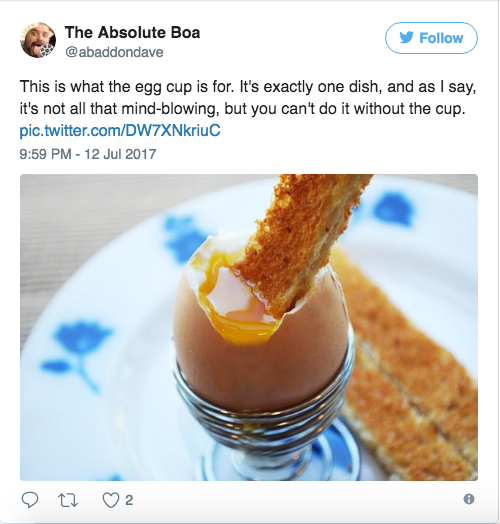 The Absolute Boa
@abaddondave
Follow
This is what the egg cup is for. It's exactly one dish, and as I say,
it's not all that mind-blowing, but you can't do it without the cup.
pic.twitter.com/DW7XNkriuC
9:59 PM - 12 Jul 2017
2